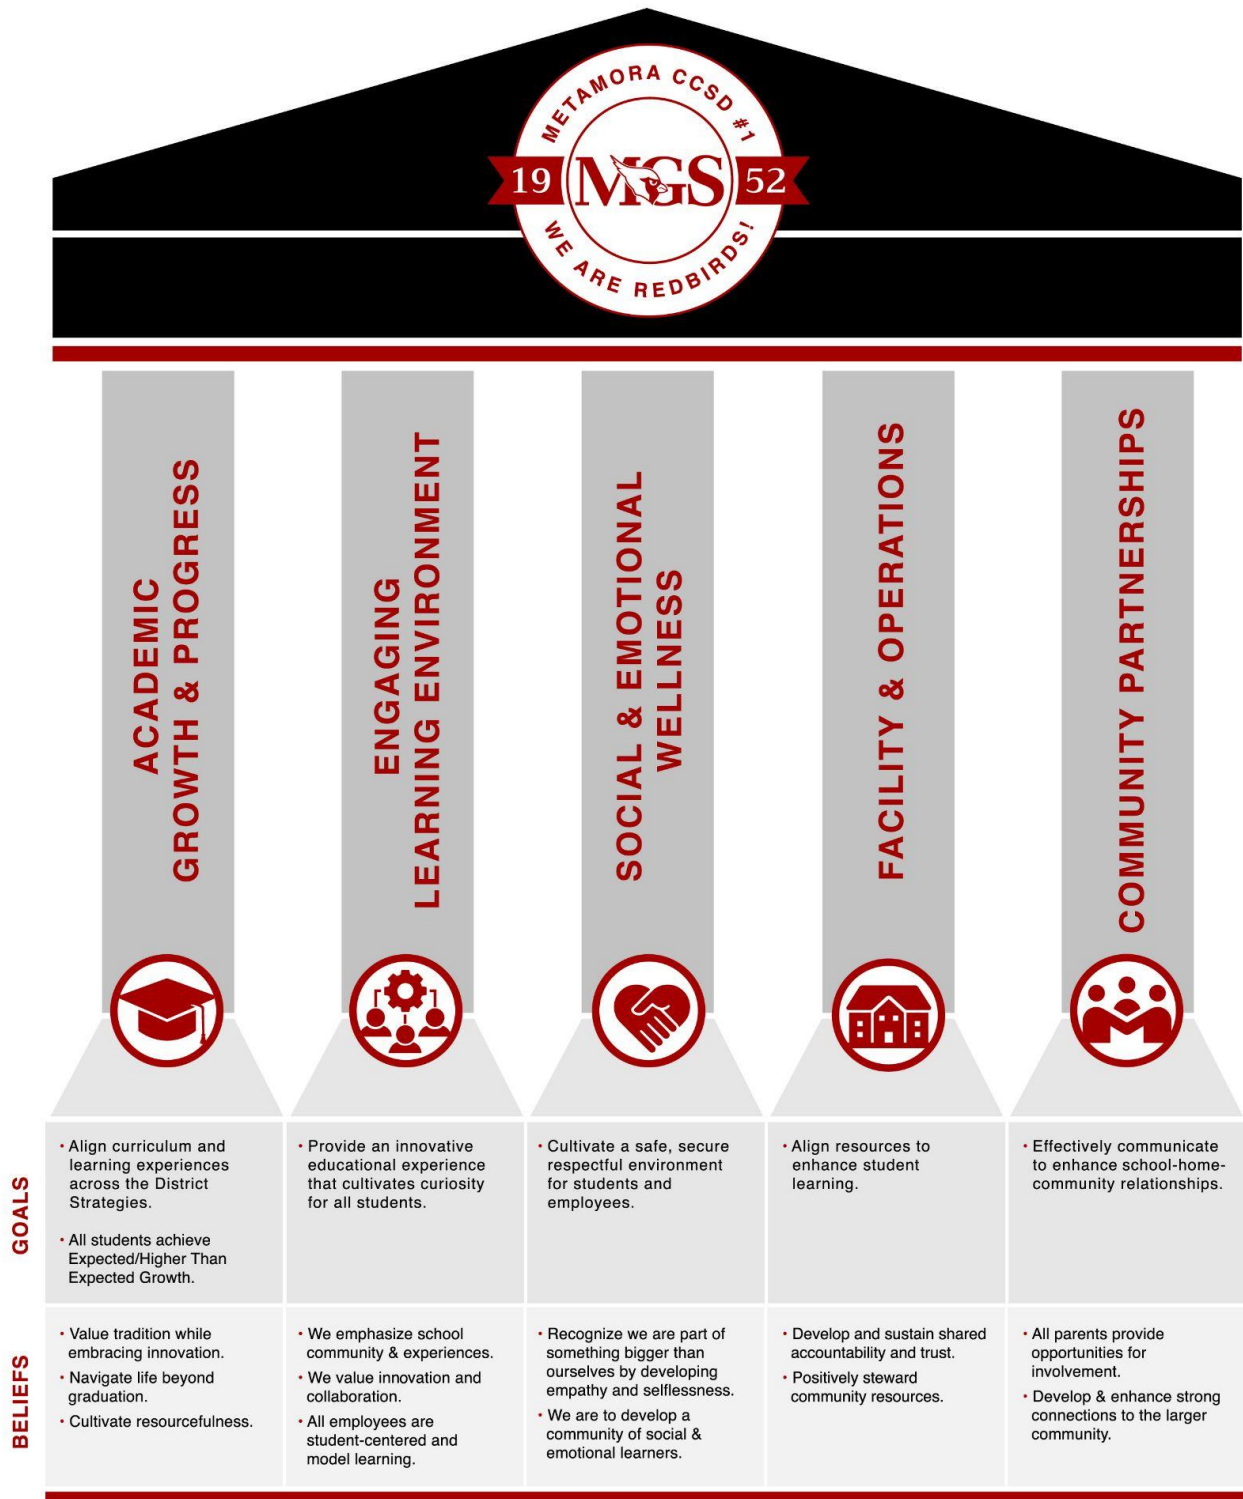 METAMORA CCSD #1
19 MGS 52
WE ARE REDBIRDS!
ACADEMIC
GROWTH & PROGRESS
ENGAGING
LEARNING ENVIRONMENT
SOCIAL & EMOTIONAL
WELLNESS
FACILITY & OPERATIONS
COMMUNITY PARTNERSHIPS
GOALS
• Align curriculum and
learning experiences
across the District
Strategies.
• All students achieve
Expected/Higher Than
Expected Growth.
• Provide an innovative
educational experience
that cultivates curiosity
for all students.
• Cultivate a safe, secure
respectful environment
for students and
employees.
• Align resources to
enhance student
learning.
• Effectively communicate
to enhance school-home-
community relationships.
BELIEFS
• Value tradition while
embracing innovation.
• Navigate life beyond
graduation.
• Cultivate resourcefulness.
• We emphasize school
community & experiences.
• We value innovation and
collaboration.
• All employees are
student-centered and
model learning.
• Recognize we are part of
something bigger than
ourselves by developing
empathy and selflessness.
• We are to develop a
community of social &
emotional learners.
• Develop and sustain shared
accountability and trust.
• Positively steward
community resources.
• All parents provide
opportunities for
involvement.
• Develop & enhance strong
connections to the larger
community.